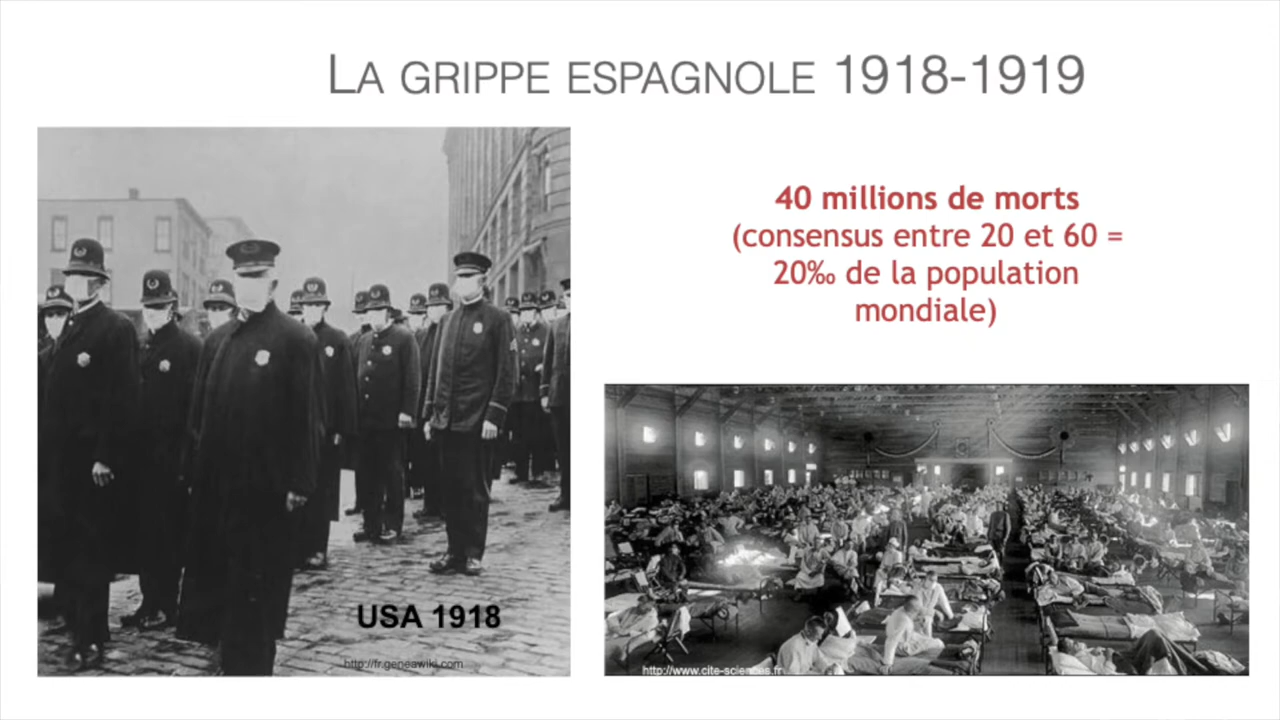 LA GRIPPE ESPAGNOLE 1918-1919
40 millions de morts
(consensus entre 20 et 60 =
20‰ de la population
mondiale)
USA 1918
http://fr.geneawiki.com
http://www.cite-sciences.fr